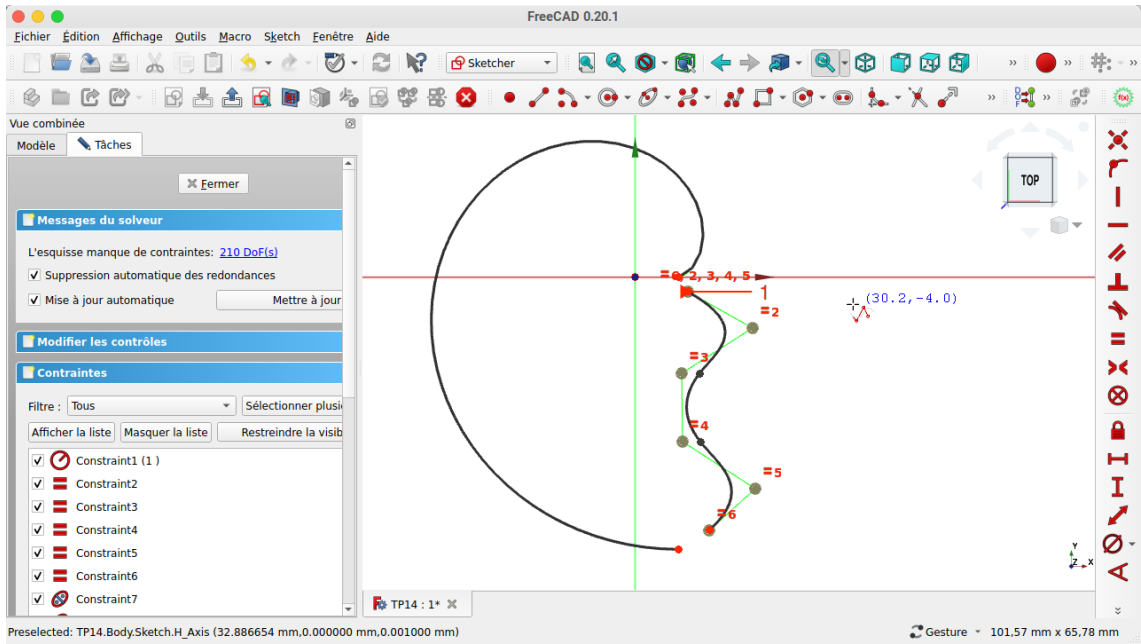 FreeCAD 0.20.1
Fichier Édition Affichage Outils Macro Sketch Fenêtre Aide
Sketcher
f(x)
Vue combinée
Modèle Tâches
Fermer
Messages du solveur
L'esquisse manque de contraintes: 210 DoF(s)
Suppression automatique des redondances
Mise à jour automatique Mettre à jour
Modifier les contrôles
Contraintes
Filtre : Tous Sélectionner plusi
Afficher la liste Masquer la liste Restreindre la visib
Constraint1 (1 )
Constraint2
Constraint3
Constraint4
Constraint5
Constraint6
Constraint7
TOP
2, 3, 4, 5
1
=2
(30.2,-4.0)
=3
=4
=5
=6
Y
Z X
TP14 : 1*
Preselected: TP14.Body.Sketch.H_Axis (32.886654 mm,0.000000 mm,0.001000 mm) Gesture 101,57 mm x 65,78 mm